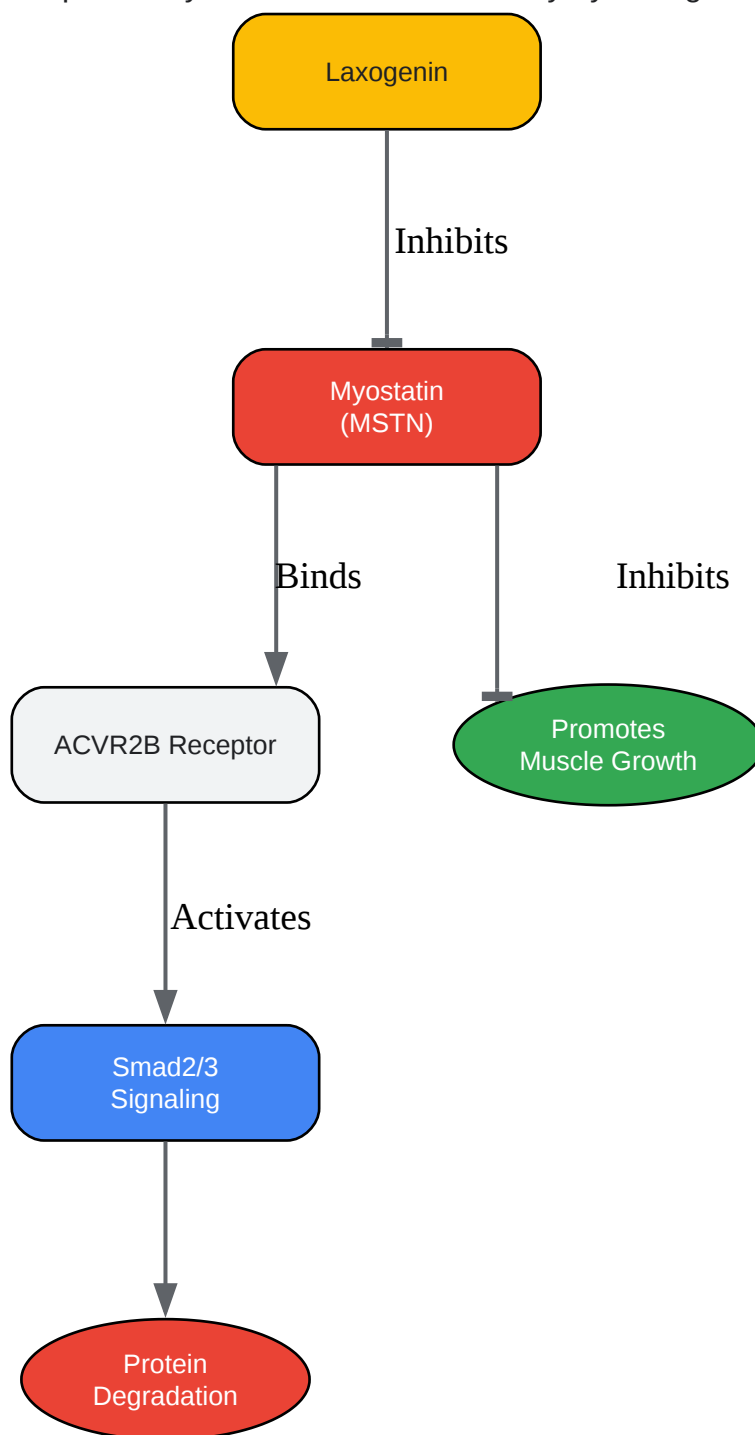 Laxogenin
Inhibits
Myostatin
(MSTN)
Binds
Inhibits
ACVR2B Receptor
Promotes
Muscle Growth
Activates
Smad2/3
Signaling
Protein
Degradation